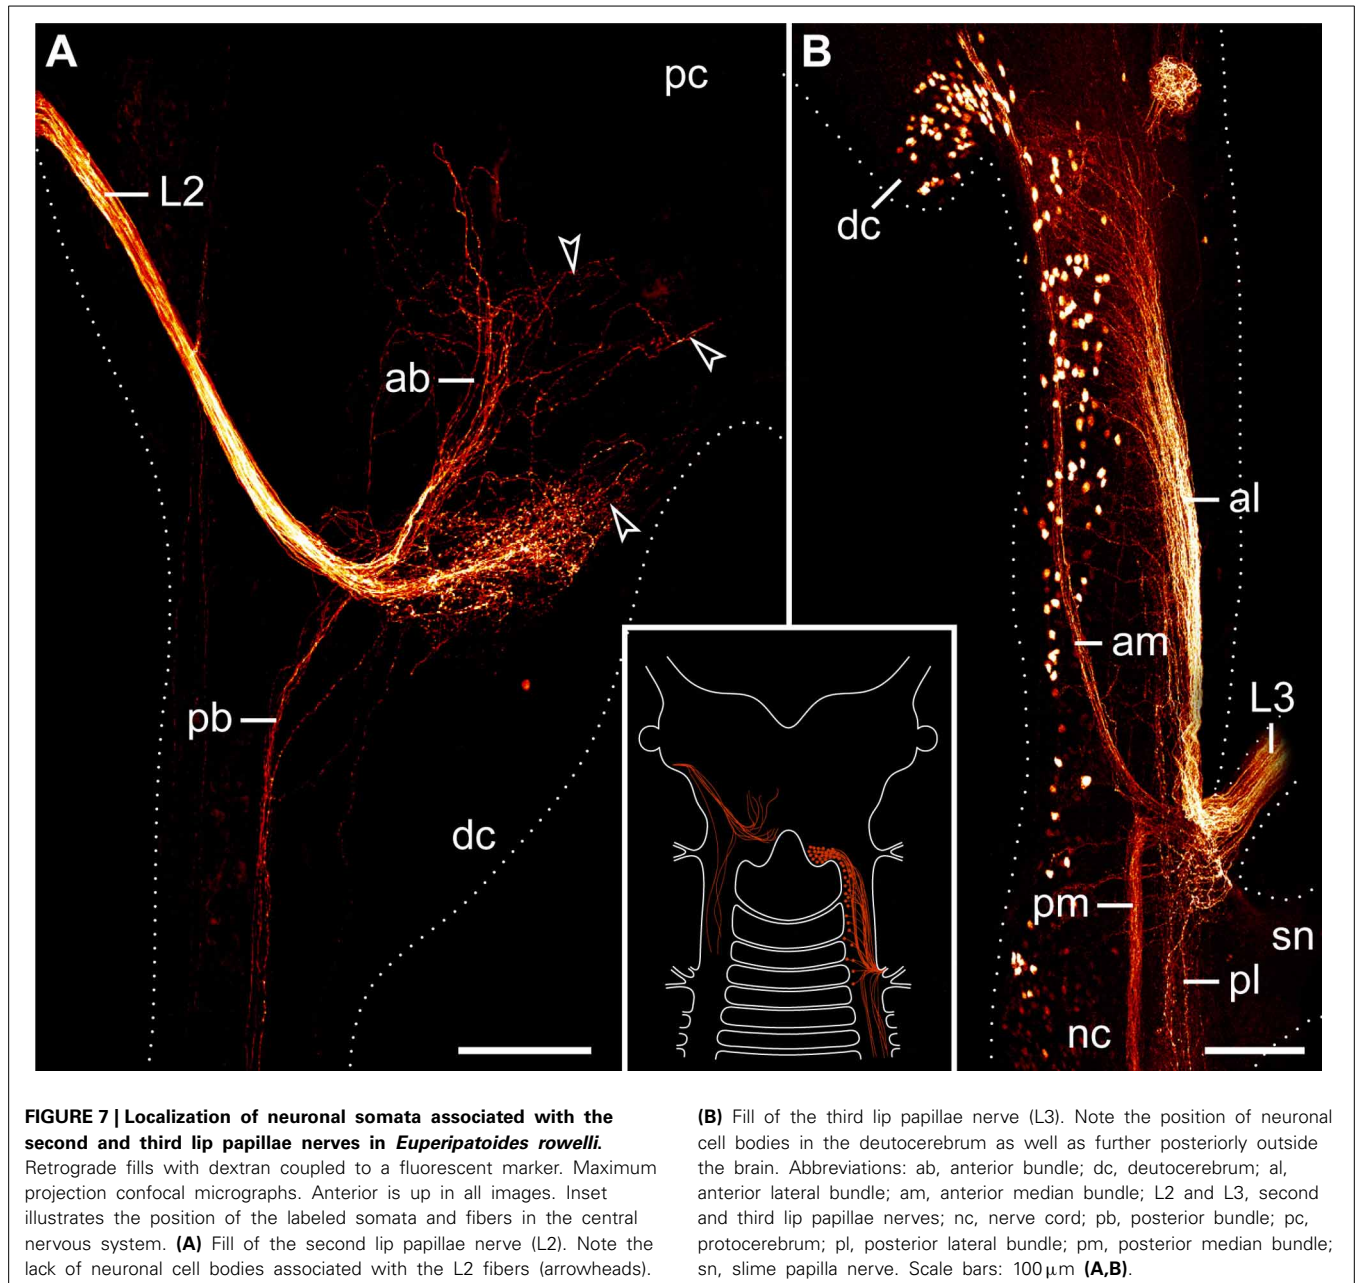 A
pc
L2
ab
pb
dc
B
dc
al
am
L3
pm
sn
pl
nc
FIGURE 7 | Localization of neuronal somata associated with the
second and third lip papillae nerves in Euperipatoides rowelli.
Retrograde fills with dextran coupled to a fluorescent marker. Maximum
projection confocal micrographs. Anterior is up in all images. Inset
illustrates the position of the labeled somata and fibers in the central
nervous system. (A) Fill of the second lip papillae nerve (L2). Note the
lack of neuronal cell bodies associated with the L2 fibers (arrowheads).
(B) Fill of the third lip papillae nerve (L3). Note the position of neuronal
cell bodies in the deutocerebrum as well as further posteriorly outside
the brain. Abbreviations: ab, anterior bundle; dc, deutocerebrum; al,
anterior lateral bundle; am, anterior median bundle; L2 and L3, second
and third lip papillae nerves; nc, nerve cord; pb, posterior bundle; pc,
protocerebrum; pl, posterior lateral bundle; pm, posterior median bundle;
sn, slime papilla nerve. Scale bars: 100 μm (A,B).